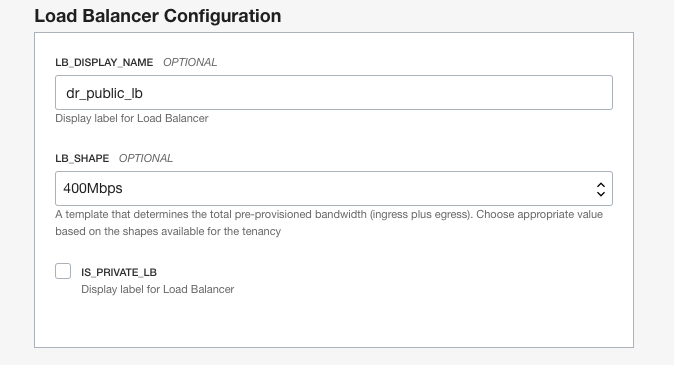 Load Balancer Configuration
LB_DISPLAY_NAME OPTIONAL
dr_public_lb
Display label for Load Balancer
LB_SHAPE OPTIONAL
400Mbps
A template that determines the total pre-provisioned bandwidth (ingress plus egress). Choose appropriate value
based on the shapes available for the tenancy
IS_PRIVATE_LB
Display label for Load Balancer